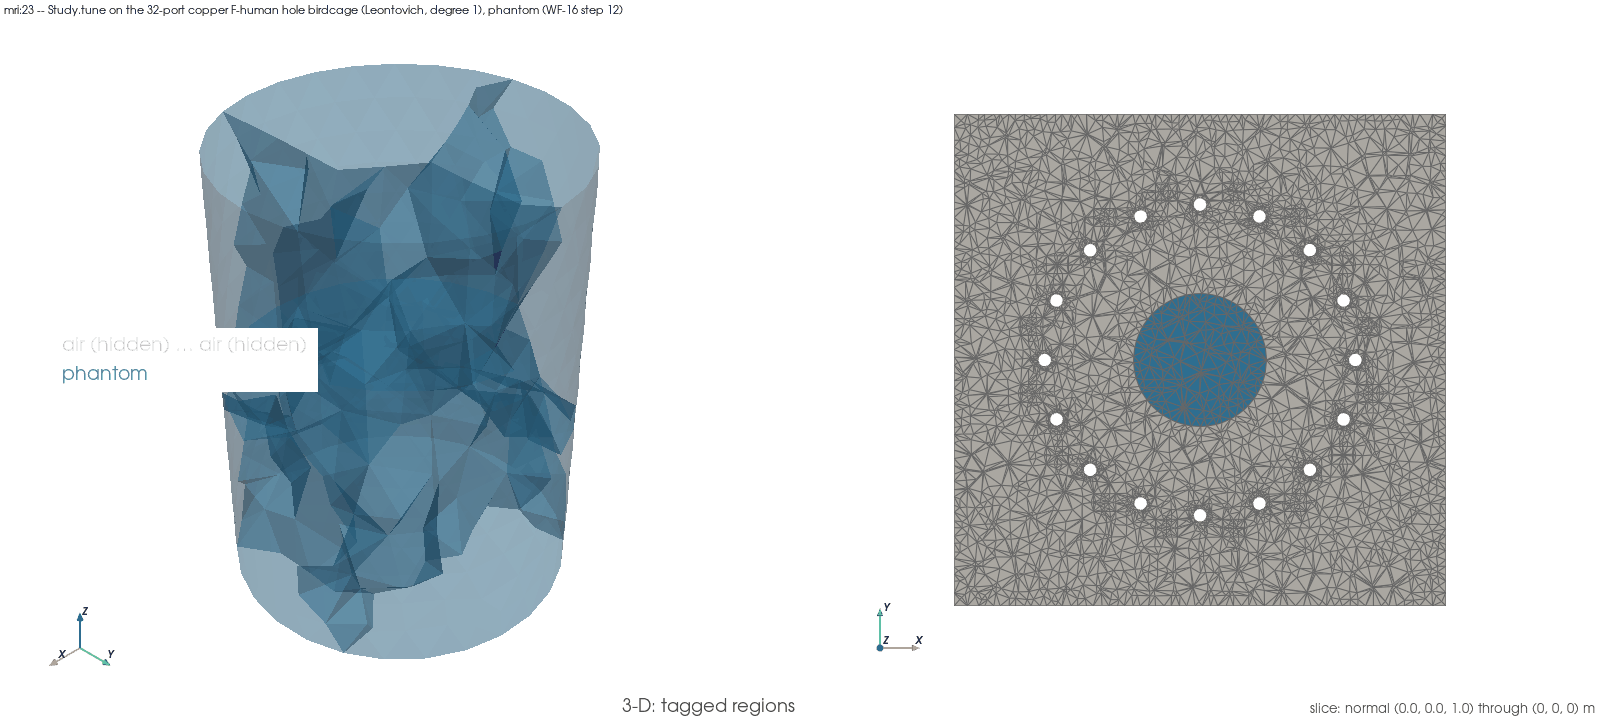 mri:23 -- Study.tune on the 32-port copper F-human hole birdcage (Leontovich, degree 1), phantom (WF-16 step 12)
air (hidden) ... air (hidden)
phantom
Z
X
Y
Y
Z
X
3-D: tagged regions
slice: normal (0.0, 0.0, 1.0) through (0, 0, 0) m